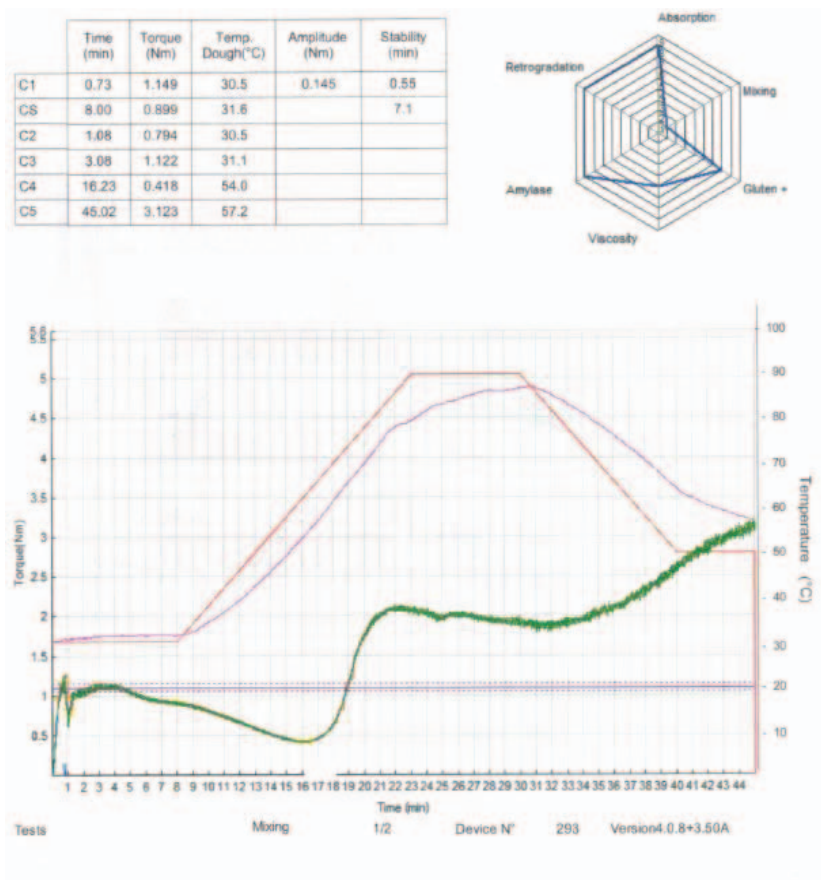 Time (min) Torque (Nm) Temp. Dough(°C) Amplitude (Nm) Stability (min)
C1 0.73 1.149 30.5 0.145 0.55
CS 8.00 0.899 31.6 7.1
C2 1.08 0.794 30.5
C3 3.08 1.122 31.1
C4 16.23 0.418 54.0
C5 45.02 3.123 57.2
Absorption
Retrogradation
Mixing
Amylase
Gluten +
Viscosity
5.6
5.5
5
4.5
4
3.5
3
2.5
2
1.5
1
0.5
Torque(Nm)
100
90
80
70
60
50
40
30
20
10
Temperature (°C)
1 2 3 4 5 6 7 8 9 10 11 12 13 14 15 16 17 18 19 20 21 22 23 24 25 26 27 28 29 30 31 32 33 34 35 36 37 38 39 40 41 42 43 44
Time (min)
Tests Mixing 1/2 Device N° 293 Version4.0.8+3.50A